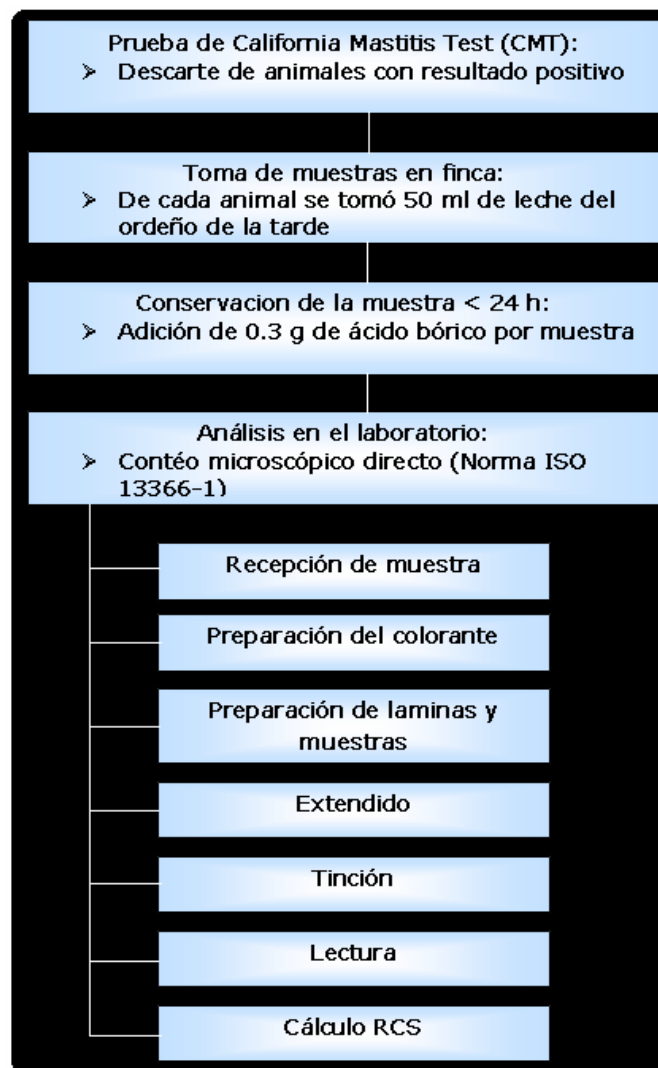 Prueba de California Mastitis Test (CMT):
➢ Descarte de animales con resultado positivo
Toma de muestras en finca:
➢ De cada animal se tomó 50 ml de leche del
ordeño de la tarde
Conservacion de la muestra < 24 h:
➢ Adición de 0.3 g de ácido bórico por muestra
Análisis en el laboratorio:
➢ Contéo microscópico directo (Norma ISO
13366-1)
Recepción de muestra
Preparación del colorante
Preparación de laminas y
muestras
Extendido
Tinción
Lectura
Cálculo RCS